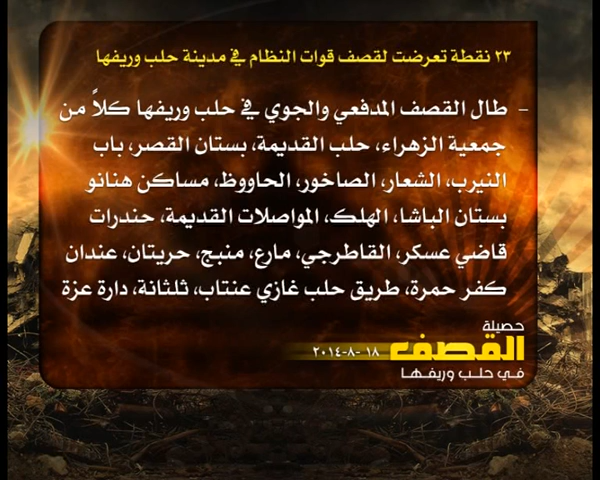 ٢٣ نقطة تعرضت لقصف قوات النظام في مدينة حلب وريفها
- طال القصف المدفعي والجوي في حلب وريفها كلاً من
جمعية الزهراء، حلب القديمة، بستان القصر، باب
النيرب، الشعار، الصاخور، الحاووظ، مساكن هنانو
بستان الباشا، الهلك، المواصلات القديمة، حندرات
قاضي عسكر، القاطرجي، مارع، منبج، حريتان، عندان
كفر حمرة، طريق حلب غازي عنتاب، ثلثانة، دارة عزة
حصيلة
القصف
١٨ -٨-٢٠١٤
في حلب وريفها